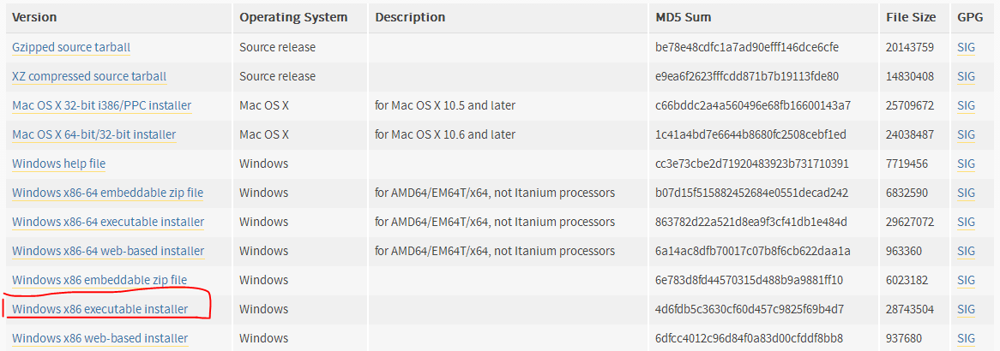 Version Operating System Description MD5 Sum File Size GPG
Gzipped source tarball Source release be78e48cdfc1a7ad90efff146dce6cfe 20143759 SIG
XZ compressed source tarball Source release e9ea6f2623fffcdd871b7b19113fde80 14830408 SIG
Mac OS X 32-bit i386/PPC installer Mac OS X for Mac OS X 10.5 and later c66bddc2a4a560496e68fb16600143a7 25709672 SIG
Mac OS X 64-bit/32-bit installer Mac OS X for Mac OS X 10.6 and later 1c41a4bd7e6644b8680fc2508cebf1ed 24038487 SIG
Windows help file Windows cc3e73cbe2d71920483923b731710391 7719456 SIG
Windows x86-64 embeddable zip file Windows for AMD64/EM64T/x64, not Itanium processors b07d15f515882452684e0551decad242 6832590 SIG
Windows x86-64 executable installer Windows for AMD64/EM64T/x64, not Itanium processors 863782d22a521d8ea9f3cf41db1e484d 29627072 SIG
Windows x86-64 web-based installer Windows for AMD64/EM64T/x64, not Itanium processors 6a14ac8dfb70017c07b8f6cb622daa1a 963360 SIG
Windows x86 embeddable zip file Windows 6e783d8fd44570315d488b9a9881ff10 6023182 SIG
Windows x86 executable installer Windows 4d6fdb5c3630cf60d457c9825f69b4d7 28743504 SIG
Windows x86 web-based installer Windows 6dfcc4012c96d84f0a83d00cfddf8bb8 937680 SIG